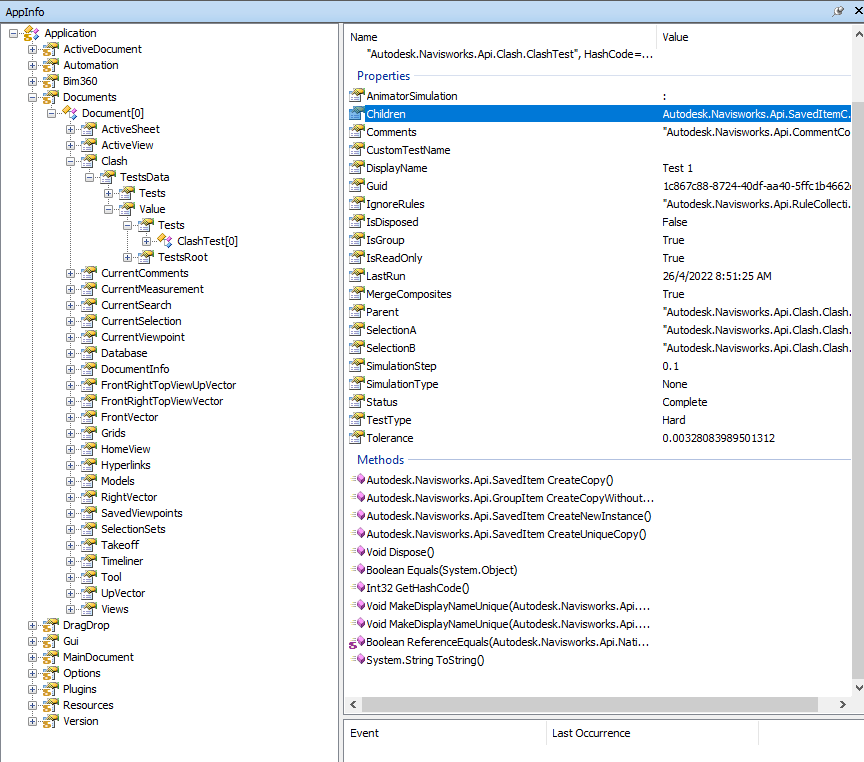 AppInfo
Application
ActiveDocument
Automation
Bim360
Documents
Document[0]
ActiveSheet
ActiveView
Clash
TestsData
Tests
Value
Tests
ClashTest[0]
TestsRoot
CurrentComments
CurrentMeasurement
CurrentSearch
CurrentSelection
CurrentViewpoint
Database
DocumentInfo
FrontRightTopViewUpVector
FrontRightTopViewVector
FrontVector
Grids
HomeView
Hyperlinks
Models
RightVector
SavedViewpoints
SelectionSets
Takeoff
Timeliner
Tool
UpVector
Views
DragDrop
Gui
MainDocument
Options
Plugins
Resources
Version
Name Value
"Autodesk.Navisworks.Api.Clash.ClashTest", HashCode=...
Properties
AnimatorSimulation :
Children Autodesk.Navisworks.Api.SavedItemC.
Comments "Autodesk.Navisworks.Api.CommentCo
CustomTestName
DisplayName Test 1
Guid 1c867c88-8724-40df-aa40-5ffc1b4662
IgnoreRules "Autodesk.Navisworks.Api.RuleCollecti.
IsDisposed False
IsGroup True
IsReadOnly True
LastRun 26/4/2022 8:51:25 AM
MergeComposites True
Parent "Autodesk.Navisworks.Api.Clash.Clash.
SelectionA "Autodesk.Navisworks.Api.Clash.Clash.
SelectionB "Autodesk.Navisworks.Api.Clash.Clash.
SimulationStep 0.1
SimulationType None
Status Complete
TestType Hard
Tolerance 0.00328083989501312
Methods
Autodesk.Navisworks.Api.SavedItem CreateCopy()
Autodesk.Navisworks.Api.GroupItem CreateCopyWithout...
Autodesk.Navisworks.Api.SavedItem CreateNewInstance()
Autodesk.Navisworks.Api.SavedItem CreateUniqueCopy()
Void Dispose()
Boolean Equals(System.Object)
Int32 GetHashCode()
Void MakeDisplayNameUnique(Autodesk.Navisworks.Api....
Void MakeDisplayNameUnique(Autodesk.Navisworks.Api....
Boolean ReferenceEquals(Autodesk.Navisworks.Api.Nati...
System.String ToString()
Event Last Occurrence